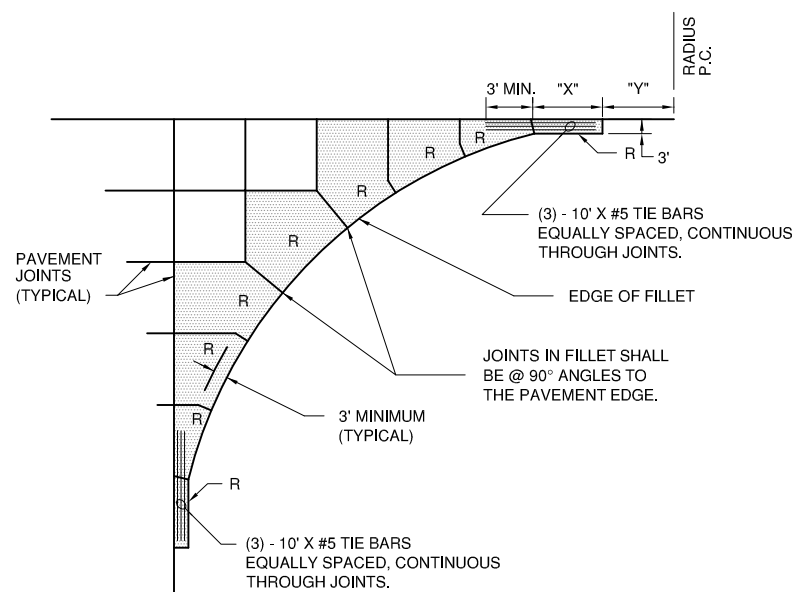 RADIUS
P.C.
3' MIN.
"X"
"Y"
R
R
3'
R
R
(3) - 10' X #5 TIE BARS
EQUALLY SPACED, CONTINUOUS
THROUGH JOINTS.
R
PAVEMENT
JOINTS
(TYPICAL)
R
EDGE OF FILLET
R
JOINTS IN FILLET SHALL
BE @ 90° ANGLES TO
THE PAVEMENT EDGE.
3' MINIMUM
(TYPICAL)
R
R
(3) - 10' X #5 TIE BARS
EQUALLY SPACED, CONTINUOUS
THROUGH JOINTS.